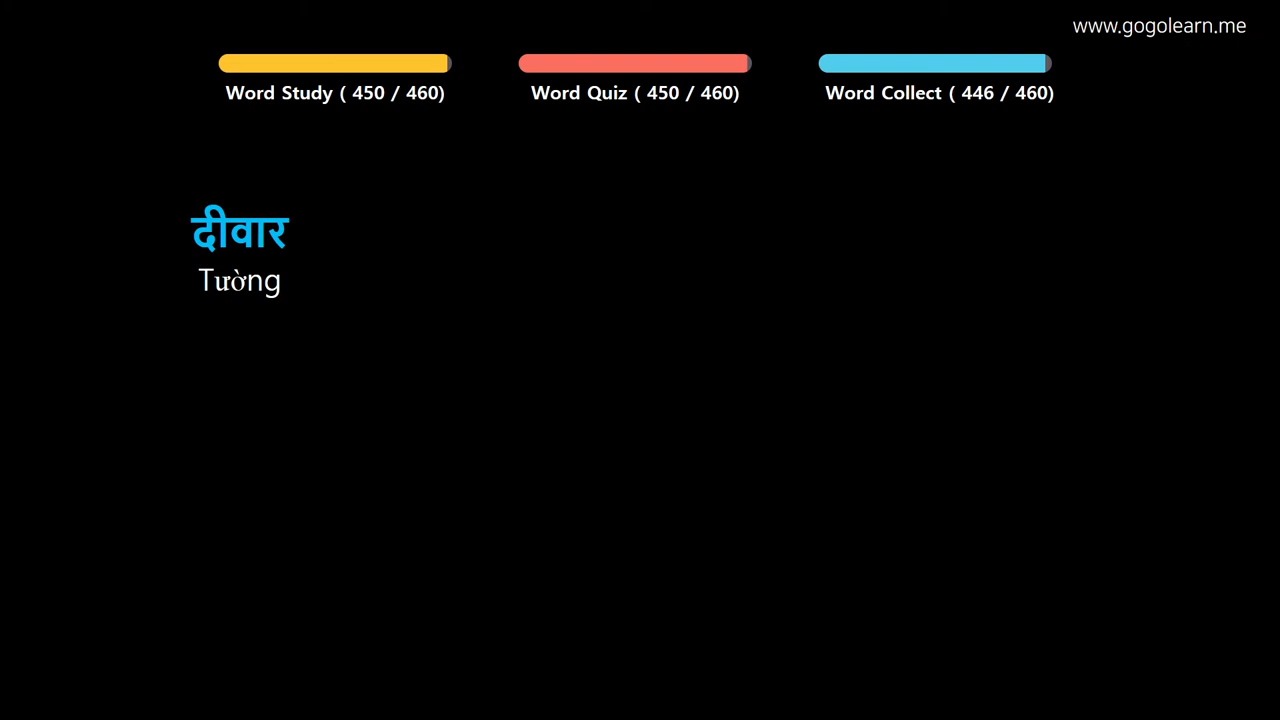 www.gogolearn.me
Word Study ( 450 / 460)
Word Quiz ( 450 / 460)
Word Collect ( 446 / 460)
दीवार
Tường